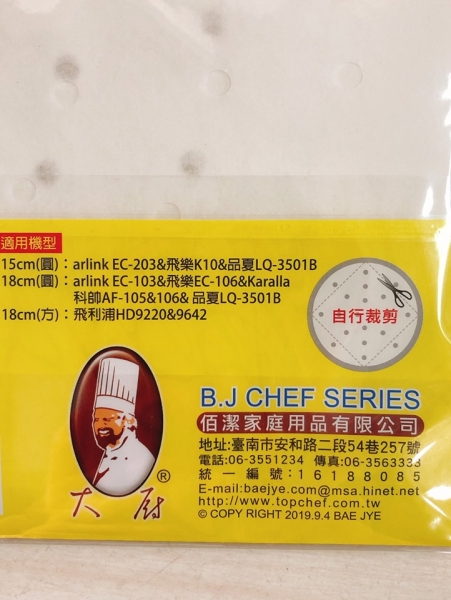 適用機型
15cm(圓)：arlink EC-203&飛樂K10&品夏LQ-3501B
18cm(圓)：arlink EC-103&飛樂EC-106&Karalla
科帥AF-105&106& 品夏LQ-3501B
18cm(方)：飛利浦HD9220&9642
自行裁剪
大廚®
B.J CHEF SERIES
佰潔家庭用品有限公司
地址:臺南市安和路二段54巷257號
電話:06-3551234 傳真:06-3563333
統一編號:16188085
E-mail:baejye.com@msa.hinet.net
http://www.topchef.com.tw
© COPY RIGHT 2019.9.4 BAE JYE